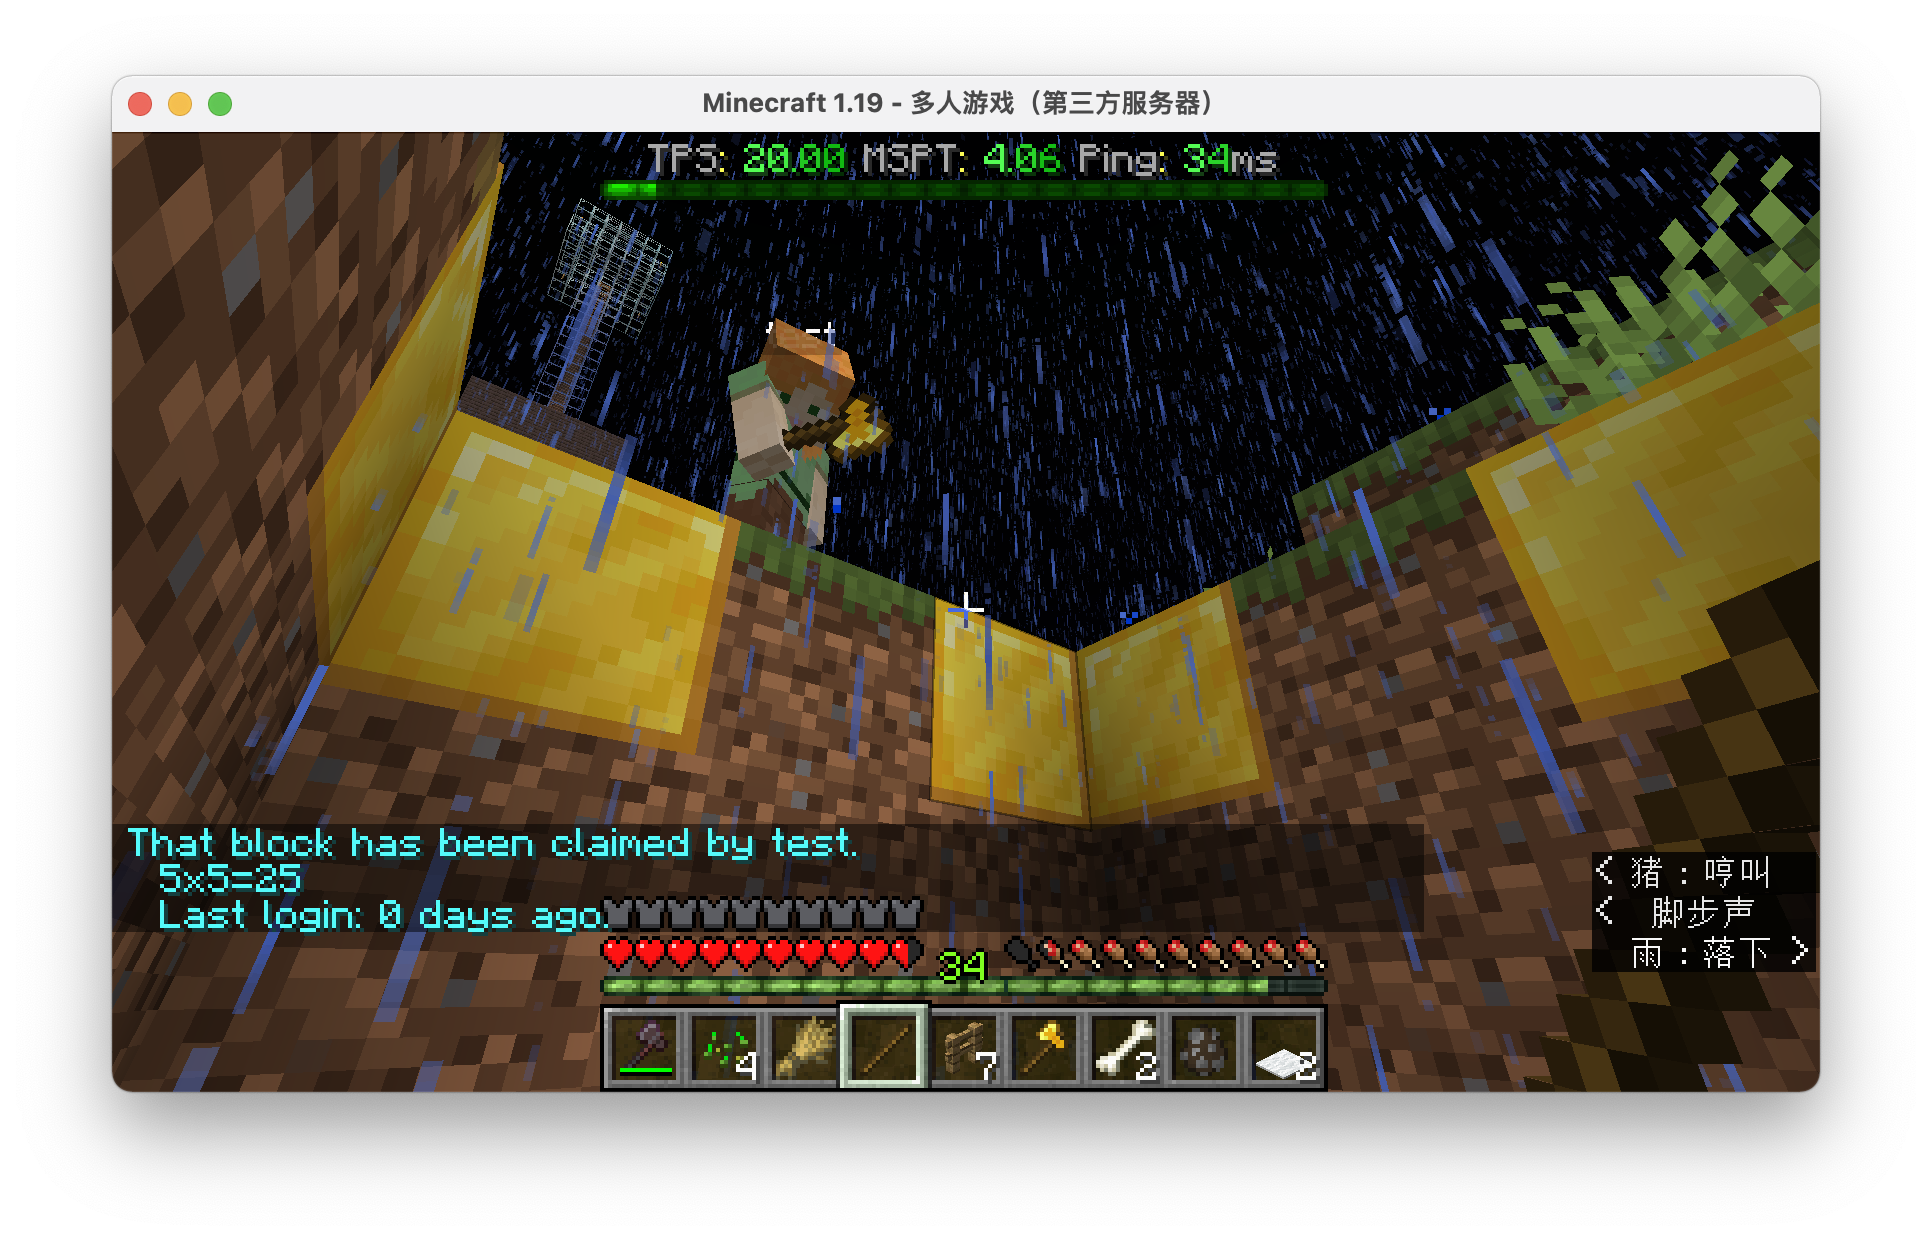 Minecraft 1.19 - 多人游戏（第三方服务器）
TPS: 20.00 MSPT: 4.06 Ping: 34ms
That block has been claimed by test.
5x5=25
Last login: 0 days ago.
< 猪：哼叫
< 脚步声
雨：落下 >
34
4
7
2
2